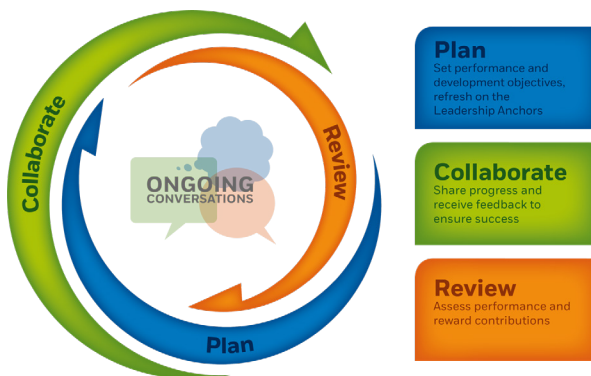 Collaborate
Review
Plan
ONGOING
CONVERSATIONS
Plan
Set performance and
development objectives,
refresh on the
Leadership Anchors
Collaborate
Share progress and
receive feedback to
ensure success
Review
Assess performance and
reward contributions